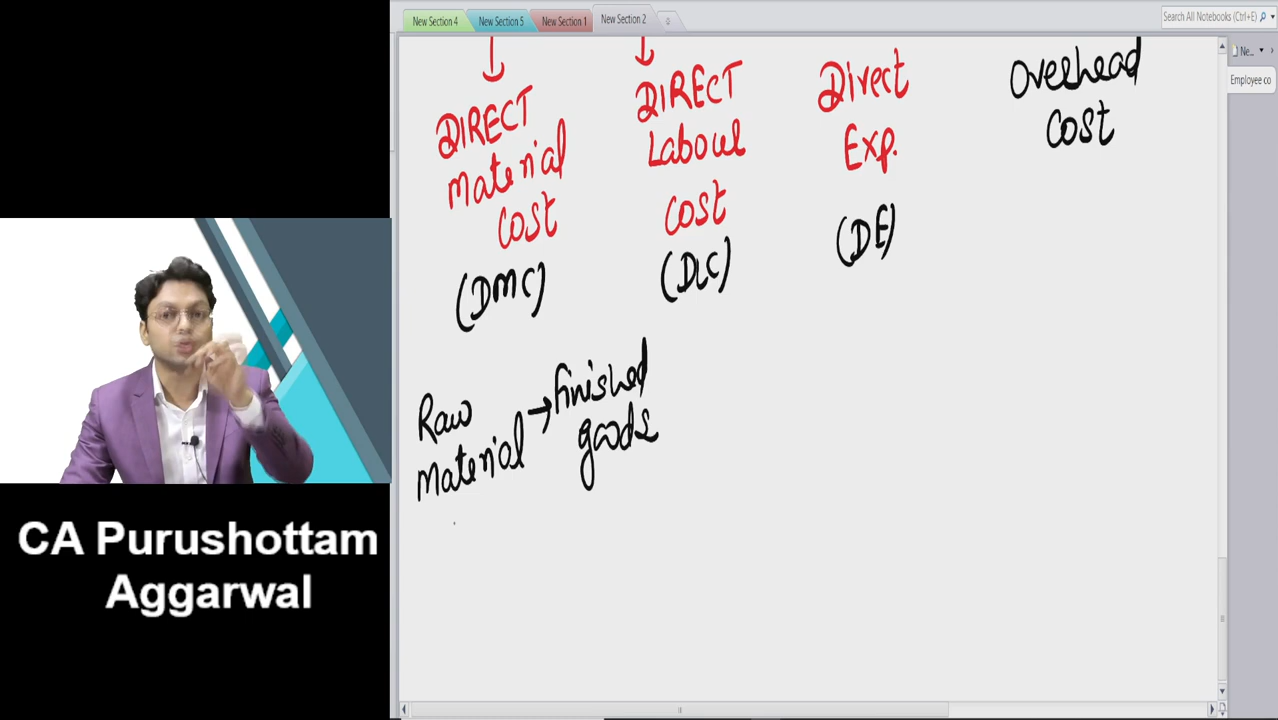 New Section 4
New Section 5
New Section 1
New Section 2
Search All Notebooks (Ctrl+E)
Ne...
Employee co
DIRECT
Material
Cost
(DMC)
DIRECT
Labour
Cost
(DLC)
Direct
Exp.
(DE)
Overhead
Cost
Raw
Material
→ finished
goods
CA Purushottam
Aggarwal